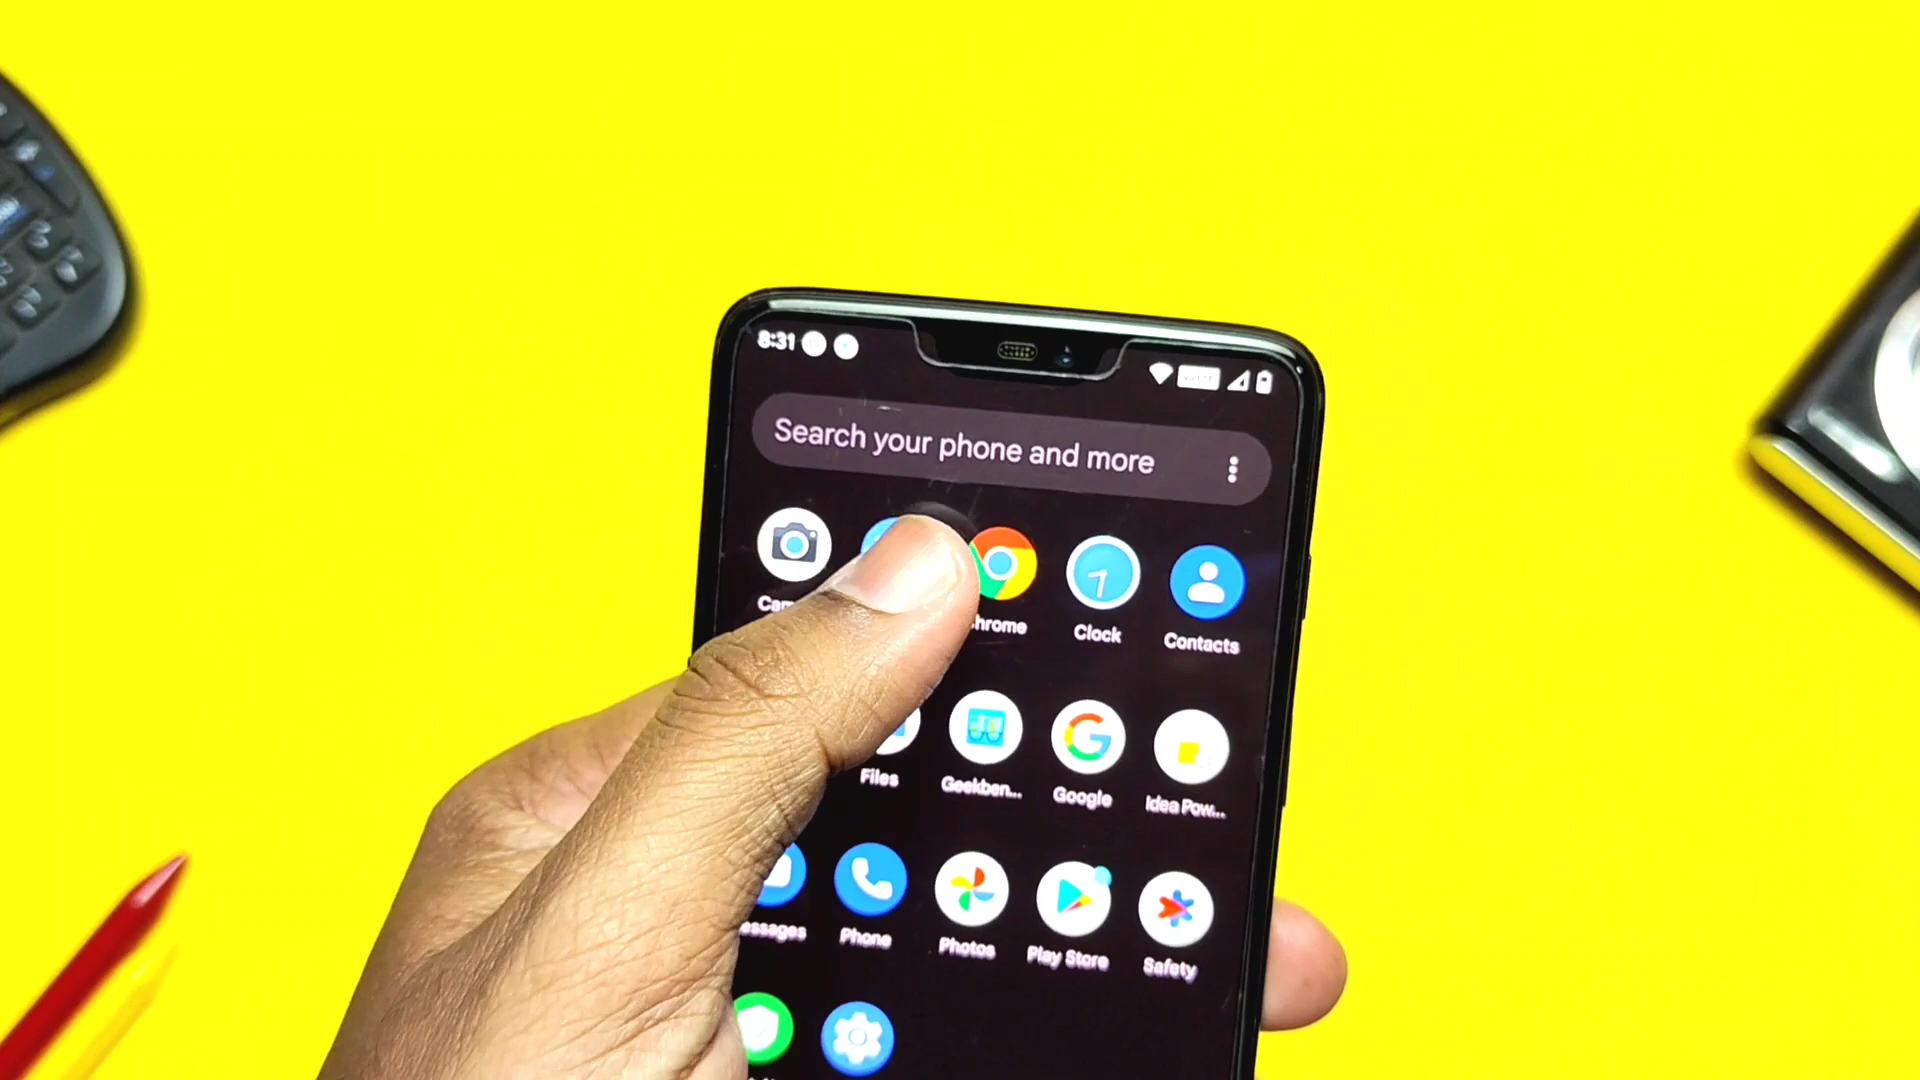 8:31
Search your phone and more
Cam
hrome
Clock
Contacts
Files
Geekben...
Google
Idea Pow...
essages
Phone
Photos
Play Store
Safety